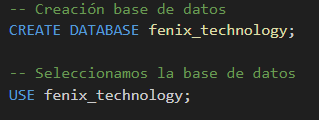 -- Creación base de datos
CREATE DATABASE fenix_technology;
-- Seleccionamos la base de datos
USE fenix_technology;